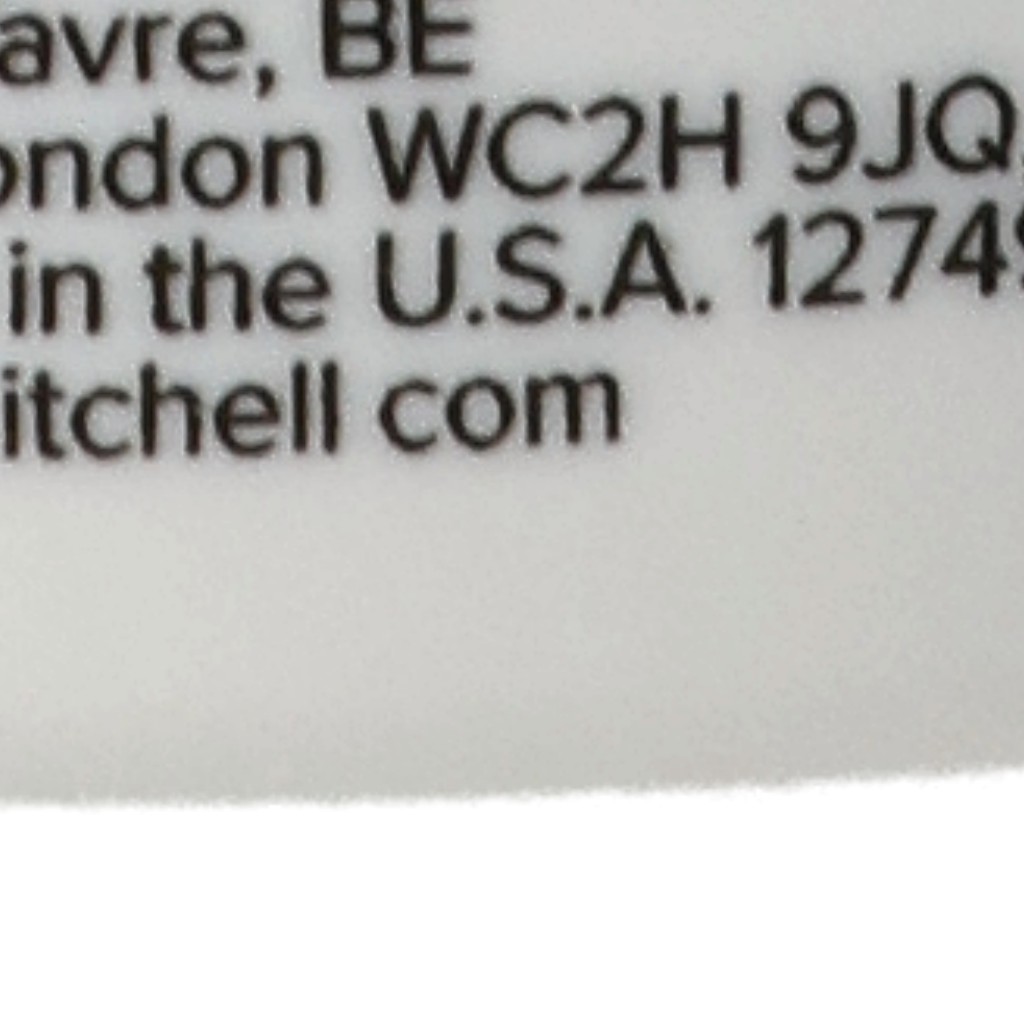 avre, BE
ondon WC2H 9JQ
in the U.S.A. 1274
itchell com